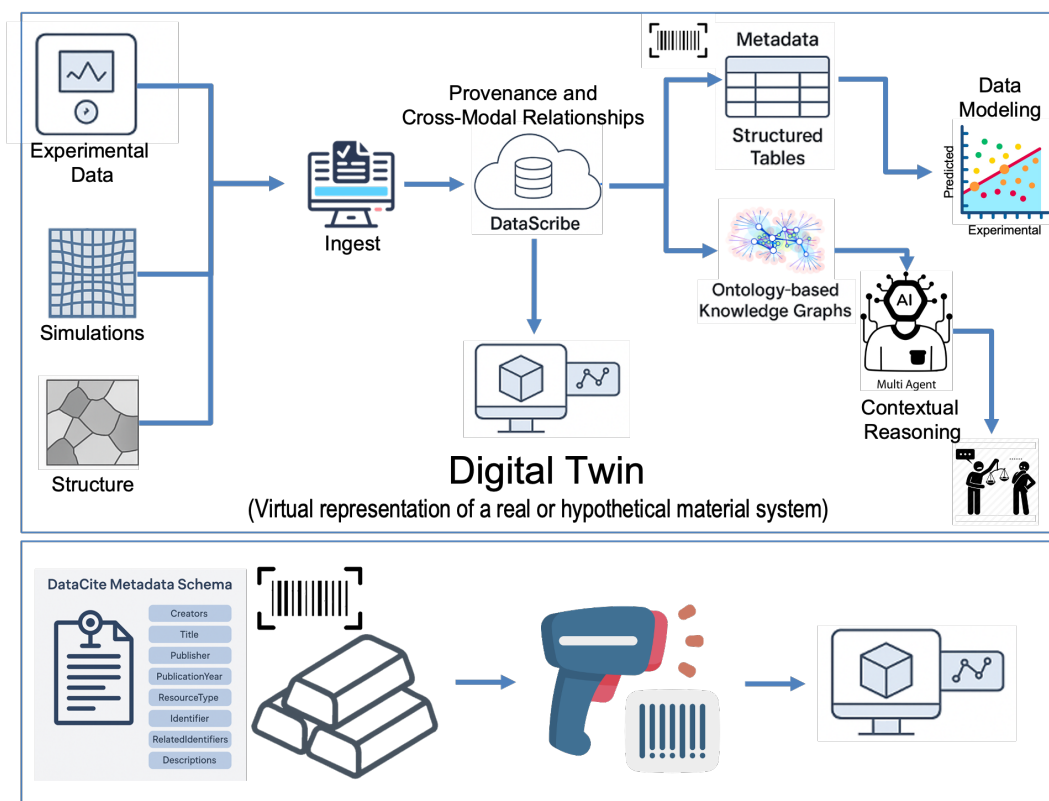 Experimental
Data
Simulations
Structure
Ingest
Provenance and
Cross-Modal Relationships
DataScribe
Metadata
Structured
Tables
Data
Modeling
Predicted
Experimental
Ontology-based
Knowledge Graphs
AI
Multi Agent
Contextual
Reasoning
Digital Twin
(Virtual representation of a real or hypothetical material system)
DataCite Metadata Schema
Creators
Title
Publisher
PublicationYear
ResourceType
Identifier
RelatedIdentifiers
Descriptions